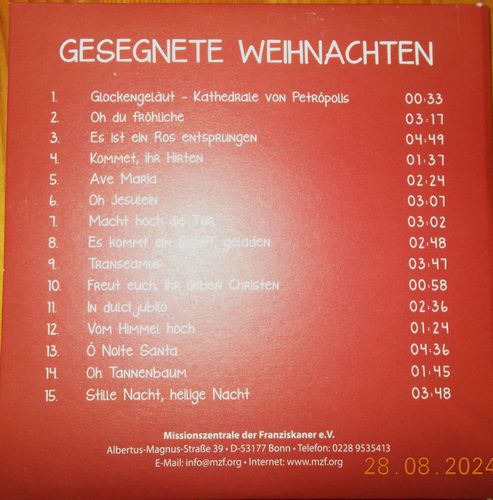 GESEGNETE WEIHNACHTEN
1. Glockengeläut - Kathedrale von Petrópolis 00:33
2. Oh du fröhliche 03:17
3. Es ist ein Ros entsprungen 04:49
4. Kommet, ihr Hirten 01:37
5. Ave Maria 02:24
6. Oh Jesulein 03:07
7. Macht hoch die Tür 03:02
8. Es kommt ein Schiff geladen 02:48
9. Transeamus 03:47
10. Freut euch, ihr lieben Christen 00:58
11. In dulci jubilo 02:36
12. Vom Himmel hoch 01:24
13. Ó Noite Santa 04:36
14. Oh Tannenbaum 01:45
15. Stille Nacht, heilige Nacht 03:48
Missionszentrale der Franziskaner e.V.
Albertus-Magnus-Straße 39 • D-53177 Bonn • Telefon: 0228 9535413
E-Mail: info@mzf.org • Internet: www.mzf.org
28.08.2024